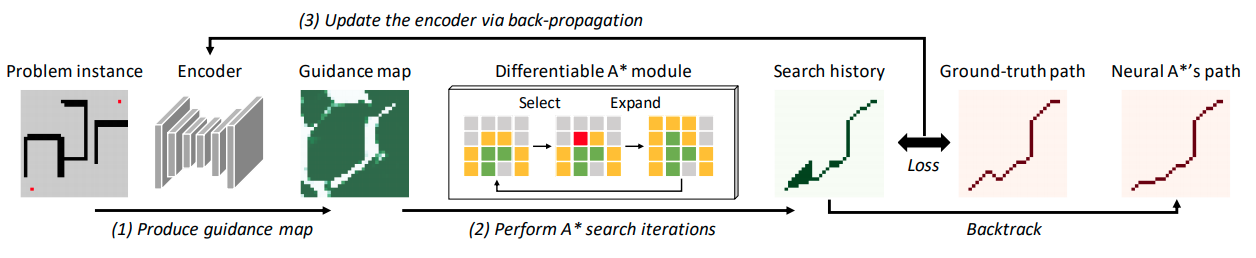 (3) Update the encoder via back-propagation
Problem instance
Encoder
Guidance map
Differentiable A* module
Search history
Ground-truth path
Neural A*'s path
Select
Expand
Loss
(1) Produce guidance map
(2) Perform A* search iterations
Backtrack